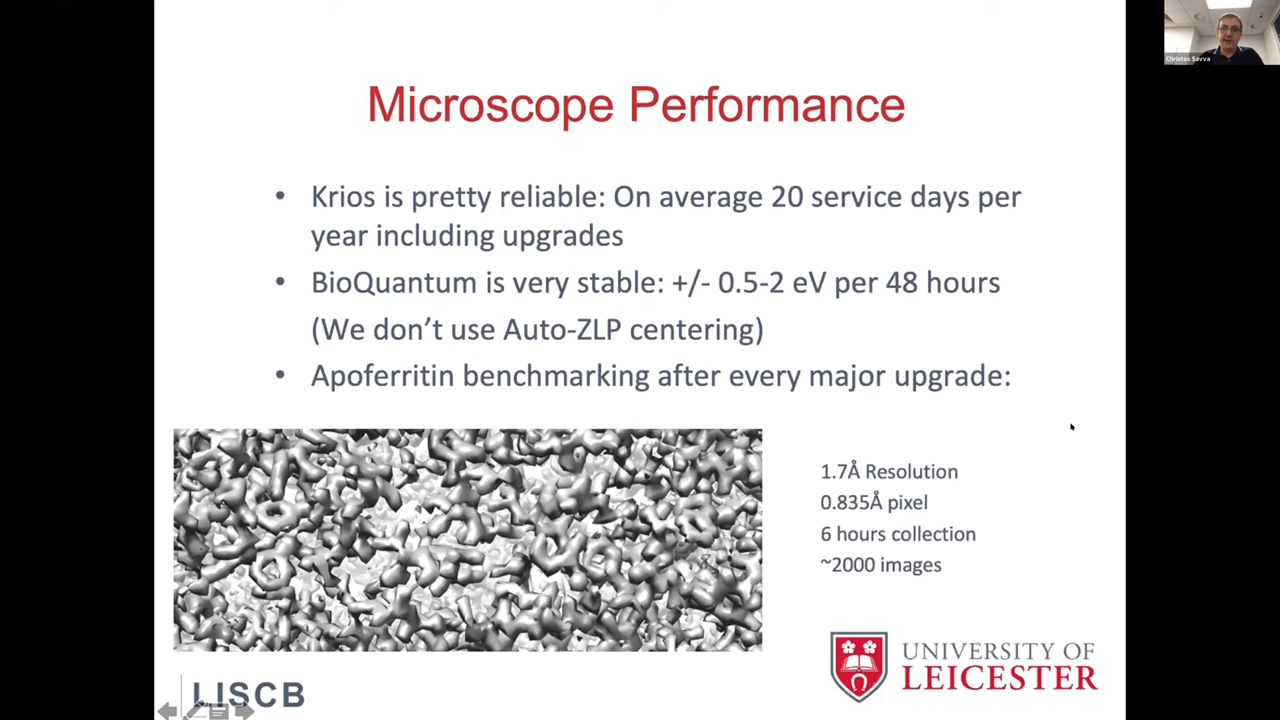 Christos Savva
Microscope Performance
• Krios is pretty reliable: On average 20 service days per
year including upgrades
• BioQuantum is very stable: +/- 0.5-2 eV per 48 hours
(We don’t use Auto-ZLP centering)
• Apoferritin benchmarking after every major upgrade:
1.7Å Resolution
0.835Å pixel
6 hours collection
~2000 images
UNIVERSITY OF
LEICESTER
LISCB